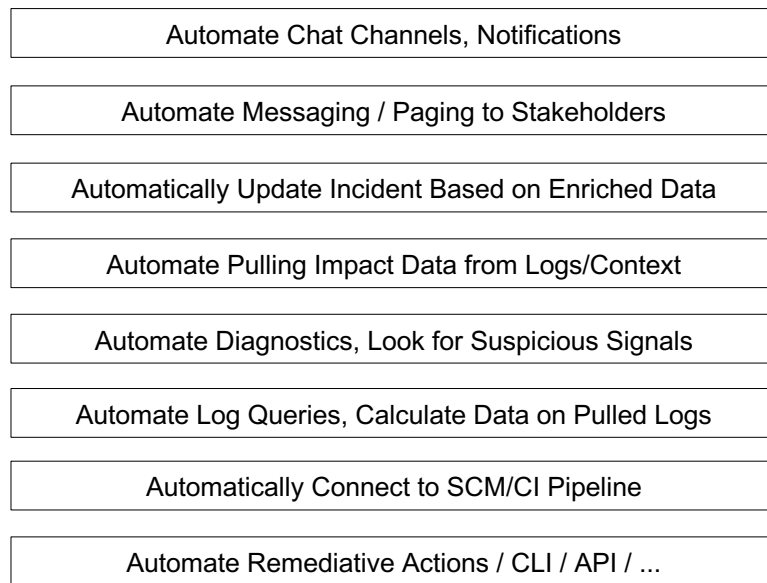 Automate Chat Channels, Notifications
Automate Messaging / Paging to Stakeholders
Automatically Update Incident Based on Enriched Data
Automate Pulling Impact Data from Logs/Context
Automate Diagnostics, Look for Suspicious Signals
Automate Log Queries, Calculate Data on Pulled Logs
Automatically Connect to SCM/CI Pipeline
Automate Remediative Actions / CLI / API / ...